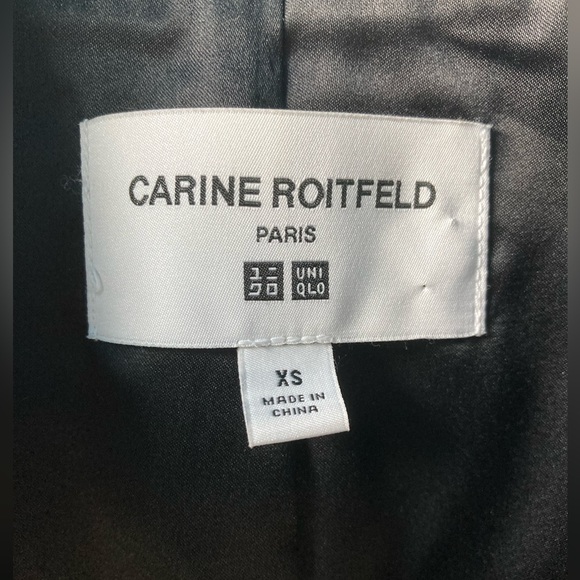 CARINE ROITFELD
PARIS
ユニ UNI
クロ QLO
XS
MADE IN
CHINA